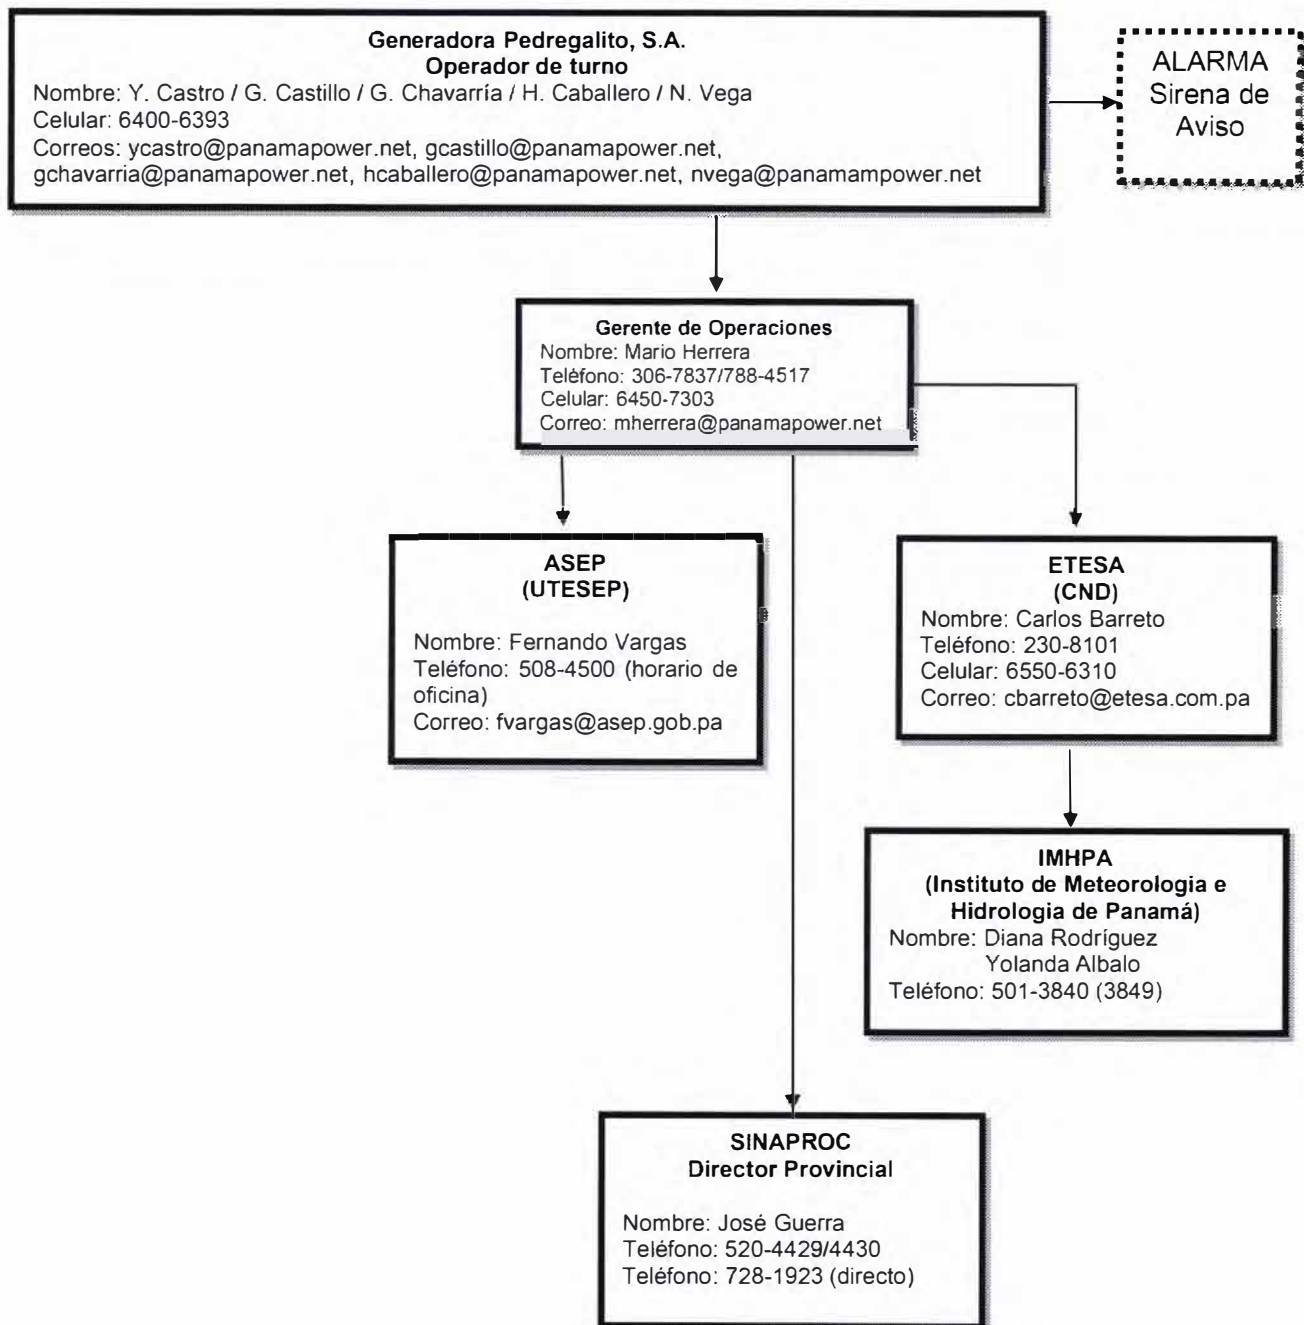 Generadora Pedregalito, S.A.
Operador de turno
Nombre: Y. Castro / G. Castillo / G. Chavarría / H. Caballero / N. Vega
Celular: 6400-6393
Correos: ycastro@panamapower.net, gcastillo@panamapower.net,
gchavarria@panamapower.net, hcaballero@panamapower.net, nvega@panamampower.net
ALARMA
Sirena de
Aviso
Gerente de Operaciones
Nombre: Mario Herrera
Teléfono: 306-7837/788-4517
Celular: 6450-7303
Correo: mherrera@panamapower.net
ASEP
(UTESEP)
Nombre: Fernando Vargas
Teléfono: 508-4500 (horario de
oficina)
Correo: fvargas@asep.gob.pa
ETESA
(CND)
Nombre: Carlos Barreto
Teléfono: 230-8101
Celular: 6550-6310
Correo: cbarreto@etesa.com.pa
IMHPA
(Instituto de Meteorologia e
Hidrologia de Panamá)
Nombre: Diana Rodríguez
Yolanda Albalo
Teléfono: 501-3840 (3849)
SINAPROC
Director Provincial
Nombre: José Guerra
Teléfono: 520-4429/4430
Teléfono: 728-1923 (directo)